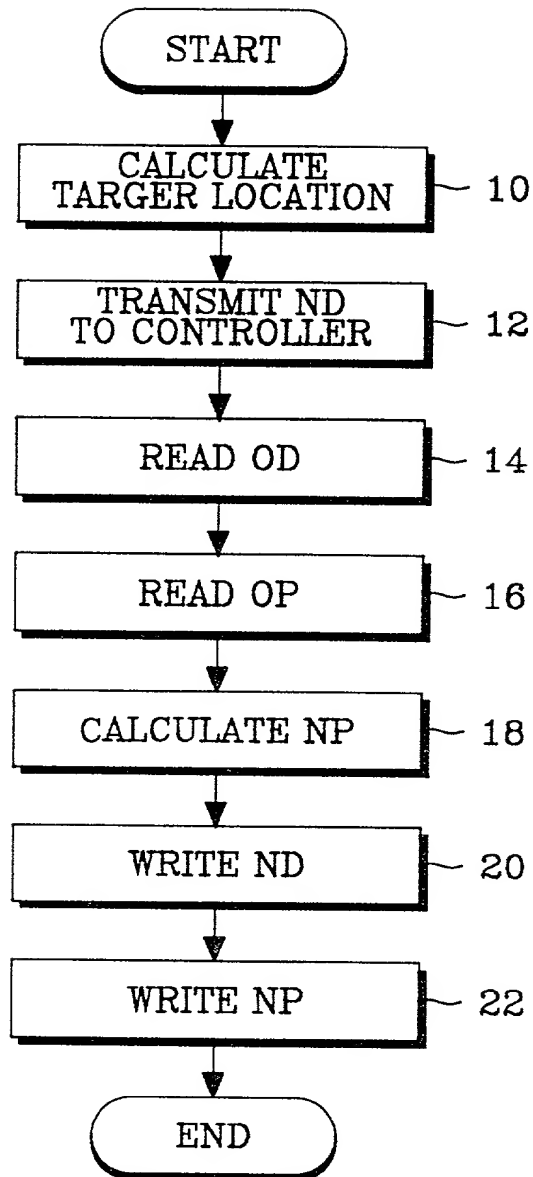 START
CALCULATE
TARGER LOCATION
10
TRANSMIT ND
TO CONTROLLER
12
READ OD
14
READ OP
16
CALCULATE NP
18
WRITE ND
20
WRITE NP
22
END